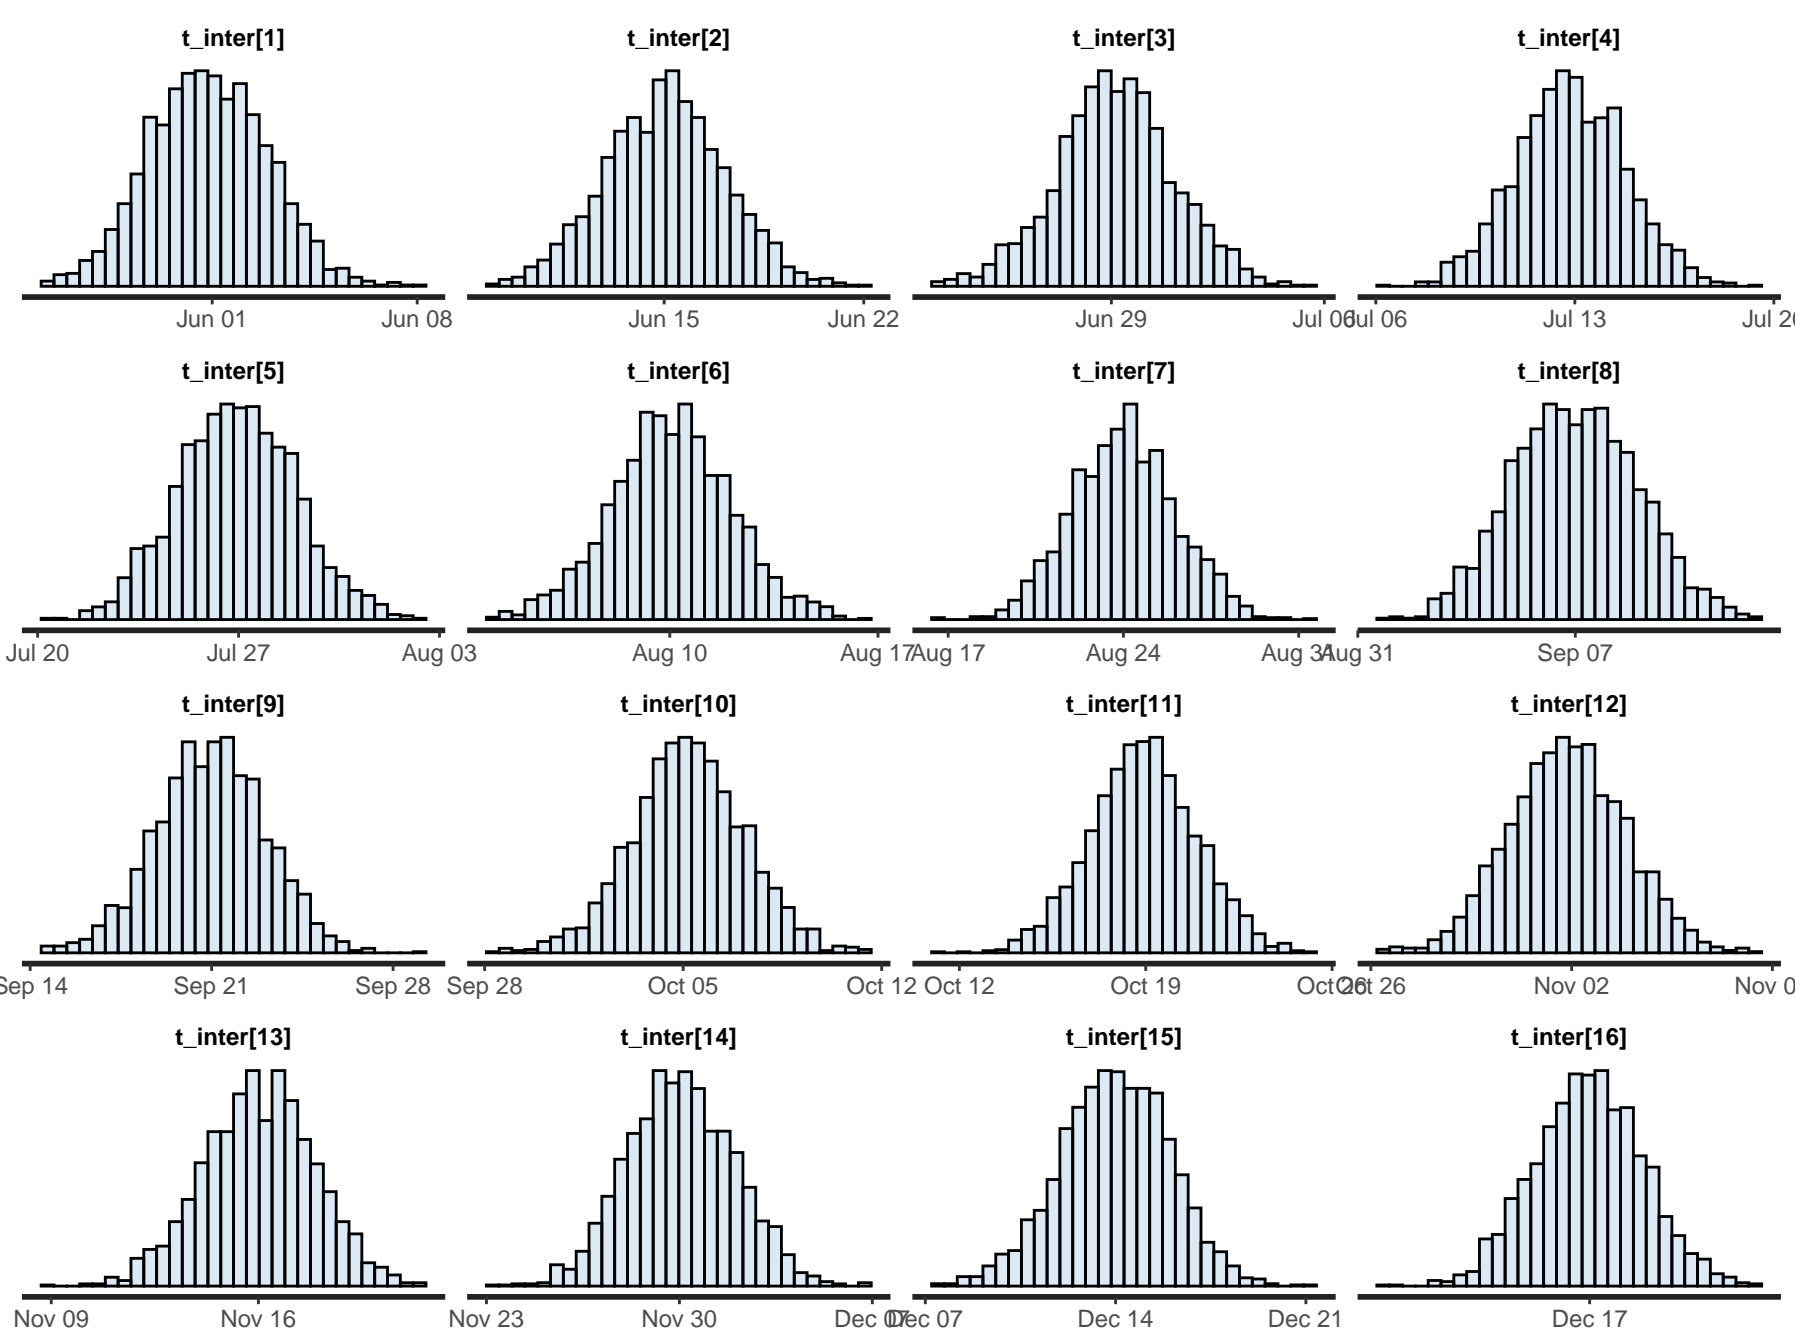 t_inter[1] t_inter[2] t_inter[3] t_inter[4]
Jun 01 Jun 08 Jun 15 Jun 22 Jun 29 Jul 06 Jul 06 Jul 13 Jul 20
t_inter[5] t_inter[6] t_inter[7] t_inter[8]
Jul 20 Jul 27 Aug 03 Aug 10 Aug 17 Aug 17 Aug 24 Aug 31 Aug 31 Sep 07
t_inter[9] t_inter[10] t_inter[11] t_inter[12]
Sep 14 Sep 21 Sep 28 Sep 28 Oct 05 Oct 12 Oct 12 Oct 19 Oct 26 Oct 26 Nov 02 Nov 0
t_inter[13] t_inter[14] t_inter[15] t_inter[16]
Nov 09 Nov 16 Nov 23 Nov 30 Dec 07 Dec 07 Dec 14 Dec 21 Dec 17